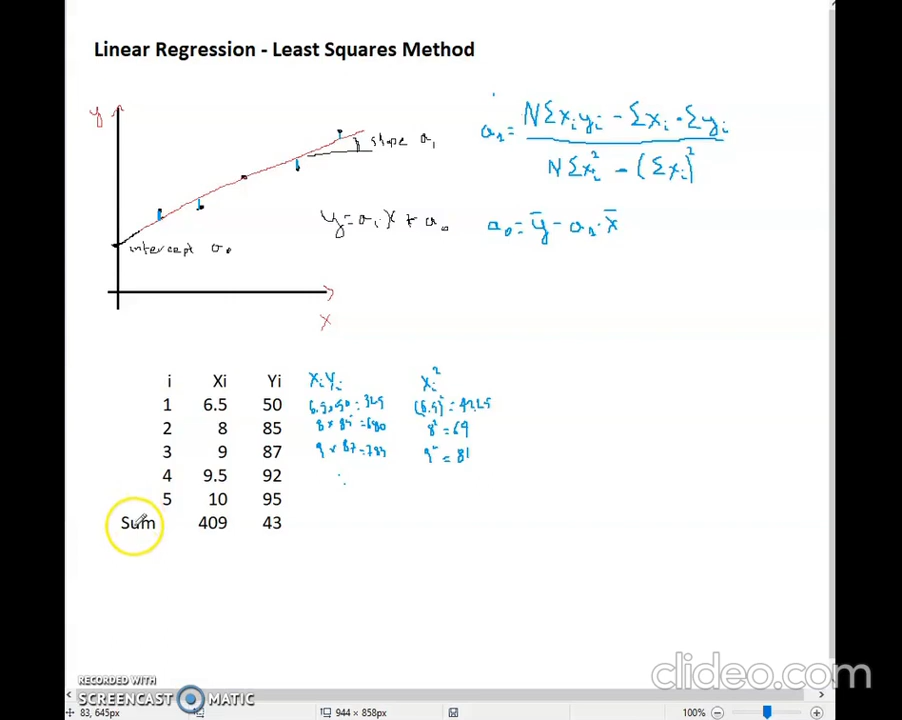 Linear Regression - Least Squares Method
y
slope a₁
a₁ = NΣxᵢyᵢ - Σxᵢ · Σyᵢ
NΣxᵢ² - (Σxᵢ)²
y = a₁x + a₀
a₀ = y̅ - a₁ · x̅
intercept a₀
x
i Xi Yi XᵢYᵢ Xᵢ²
1 6.5 50 6.5×50=325 (6.5)²=42.25
2 8 85 8×85=680 8²=64
3 9 87 9×87=783 9²=81
4 9.5 92
5 10 95
Sum 409 43
clideo.com
RECORDED WITH
SCREENCAST MATIC
83, 645px 944 × 858px 100%